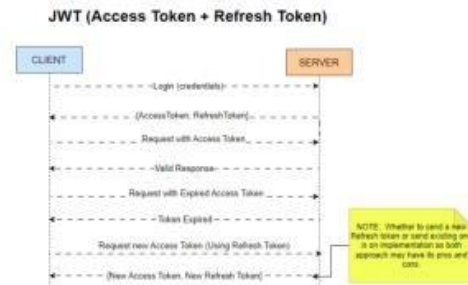 JWT (Access Token + Refresh Token)
CLIENT
SERVER
Login (credentials)
{AccessToken, RefreshToken}
Request with Access Token
Valid Response
Request with Expired Access Token
Token Expired
Request new Access Token (Using Refresh Token)
{New Access Token, New Refresh Token}
NOTE: Whether to send a new
Refresh token or send existing one
is on implementation as both
approach may have its pros and
cons.